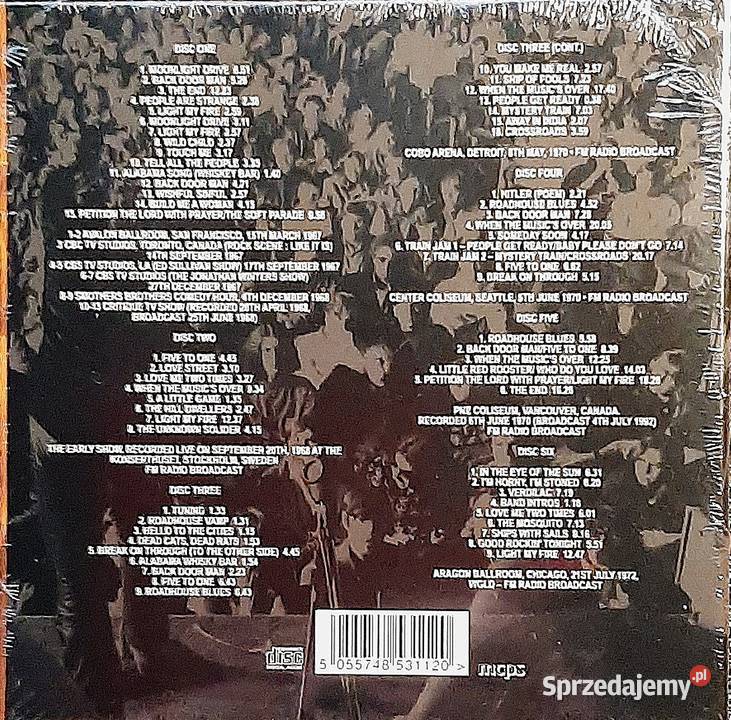 DISC ONE
1. MOONLIGHT DRIVE 5.51
2. BACK DOOR MAN 5.26
3. THE END 12.23
4. PEOPLE ARE STRANGE 2.38
5. LIGHT MY FIRE 2.59
6. MOONLIGHT DRIVE 3.11
7. LIGHT MY FIRE 2.57
8. WILD CHILD 2.37
9. TOUCH ME 3.17
10. TELL ALL THE PEOPLE 3.33
11. ALABAMA SONG (WHISKEY BAR) 1.40
12. BACK DOOR MAN 4.21
13. WISHFUL SINFUL 2.57
14. BUILD ME A WOMAN 4.13
15. PETITION THE LORD WITH PRAYER/THE SOFT PARADE 9.58
1-2 AVALON BALLROOM, SAN FRANCISCO, 15TH MARCH 1967
3 CBC TV STUDIOS, TORONTO, CANADA (ROCK SCENE : LIKE IT IS)
14TH SEPTEMBER 1967
4-5 CBS TV STUDIOS, LA (ED SULLIVAN SHOW) 17TH SEPTEMBER 1967
6-7 CBS TV STUDIOS (THE JONATHAN WINTERS SHOW)
27TH DECEMBER 1967
8-9 SMOTHERS BROTHERS COMEDY HOUR, 4TH DECEMBER 1968
10-15 CRITIQUE TV SHOW (RECORDED 28TH APRIL 1969,
BROADCAST 25TH JUNE 1969)
DISC TWO
1. FIVE TO ONE 4.45
2. LOVE STREET 3.10
3. LOVE ME TWO TIMES 3.27
4. WHEN THE MUSIC'S OVER 9.34
5. A LITTLE GAME 1.33
6. THE HILL DWELLERS 2.47
7. LIGHT MY FIRE 12.37
8. THE UNKNOWN SOLDER 4.15
THE EARLY SHOW. RECORDED LIVE ON SEPTEMBER 20TH, 1968 AT THE
KONSERTHUSET, STOCKHOLM, SWEDEN
FM RADIO BROADCAST
DISC THREE
1. TUNING 1.33
2. ROADHOUSE VAMP 1.31
3. HELLO TO THE CITIES 1.15
4. DEAD CATS, DEAD RATS 1.53
5. BREAK ON THROUGH (TO THE OTHER SIDE) 4.45
6. ALABAMA WHISKY BAR 1.54
7. BACK DOOR MAN 2.23
8. FIVE TO ONE 6.43
9. ROADHOUSE BLUES 6.43
DISC THREE (CONT.)
10. YOU MAKE ME REAL 2.57
11. SHIP OF FOOLS 7.23
12. WHEN THE MUSIC'S OVER 17.40
13. PEOPLE GET READY 0.38
14. MYSTERY TRAIN 7.03
15. AWAY IN INDIA 2.07
16. CROSSROADS 3.59
COBO ARENA, DETROIT, 8TH MAY, 1970 - FM RADIO BROADCAST
DISC FOUR
1. HITLER (POEM) 2.21
2. ROADHOUSE BLUES 4.52
3. BACK DOOR MAN 7.28
4. WHEN THE MUSIC'S OVER 20.05
5. SOMEDAY SOON 4.17
6. TRAIN JAM 1 - PEOPLE GET READY/BABY PLEASE DON'T GO 7.14
7. TRAIN JAM 2 - MYSTERY TRAIN/CROSSROADS 20.17
8. FIVE TO ONE 6.62
9. BREAK ON THROUGH 5.15
CENTER COLISEUM, SEATTLE, 5TH JUNE 1970 - FM RADIO BROADCAST
DISC FIVE
1. ROADHOUSE BLUES 5.58
2. BACK DOOR MAN/FIVE TO ONE 8.39
3. WHEN THE MUSIC'S OVER 12.25
4. LITTLE RED ROOSTER/ WHO DO YOU LOVE 14.03
5. PETITION THE LORD WITH PRAYER/LIGHT MY FIRE 18.28
6. THE END 18.28
PNE COLISEUM, VANCOUVER, CANADA.
RECORDED 6TH JUNE 1970 (BROADCAST 4TH JULY 1992)
FM RADIO BROADCAST
DISC SIX
1. IN THE EYE OF THE SUN 6.31
2. I'M HORNY, I'M STONED 6.20
3. VERDILAC 7.19
4. BAND INTROS 1.18
5. LOVE ME TWO TIMES 6.01
6. THE MOSQUITO 7.13
7. SHIPS WITH SAILS 9.16
8. GOOD ROCKIN' TONIGHT 5.51
9. LIGHT MY FIRE 12.47
ARAGON BALLROOM, CHICAGO, 21ST JULY 1972,
WGLD - FM RADIO BROADCAST
disc
5 055748 531120 >
mcps
Sprzedajemy.pl